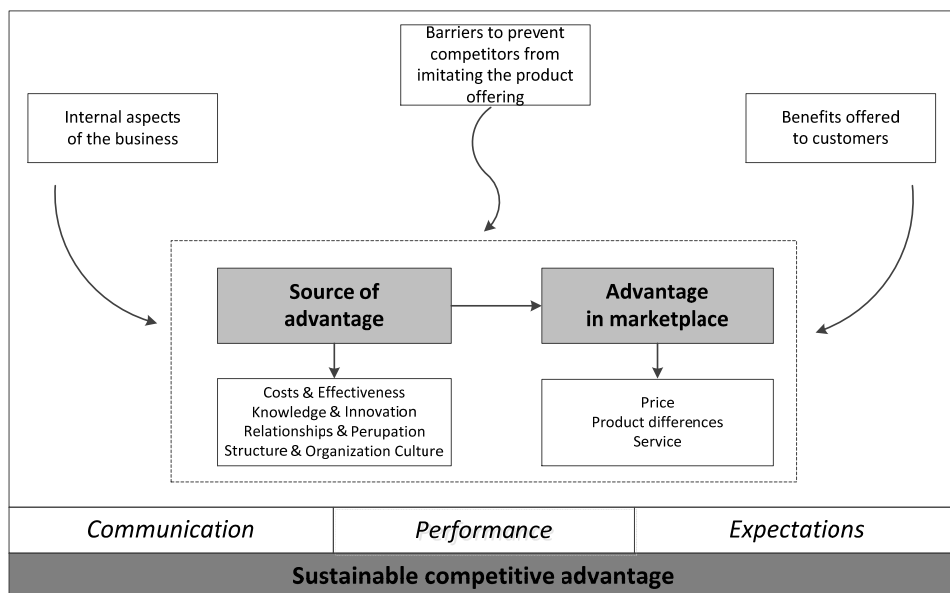 Barriers to prevent
competitors from
imitating the product
offering
Internal aspects
of the business
Benefits offered
to customers
Source of
advantage
Advantage
in marketplace
Costs & Effectiveness
Knowledge & Innovation
Relationships & Perupation
Structure & Organization Culture
Price
Product differences
Service
Communication
Performance
Expectations
Sustainable competitive advantage